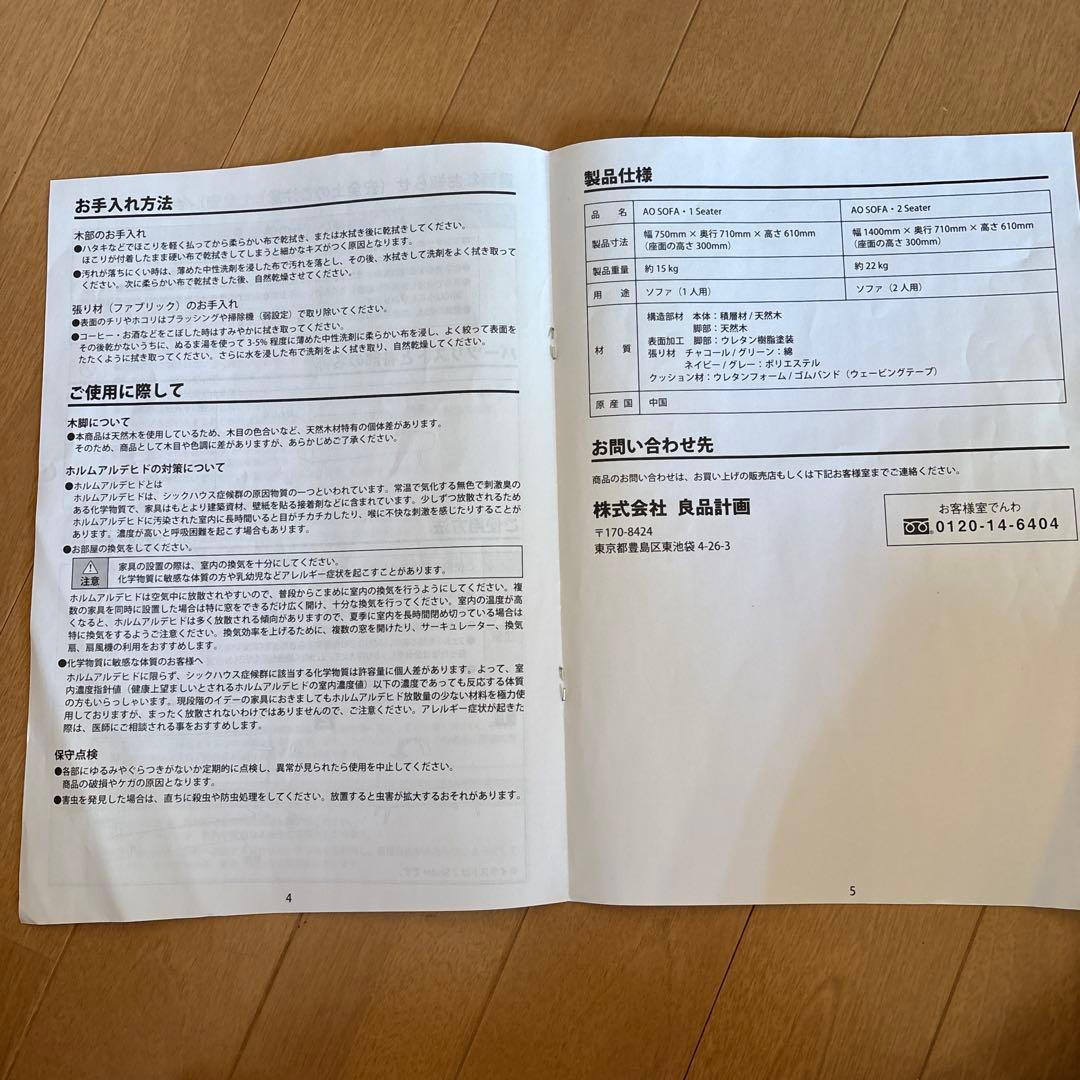 お手入れ方法
木部のお手入れ
●ハタキなどでほこりを軽く払ってから柔らかい布で乾拭き、または水拭き後に乾拭きしてください。
ほこりが付着したまま硬い布で乾拭きしてしまうと細かなキズがつく原因となります。
●汚れが落ちにくい時は、薄めた中性洗剤を浸した布で汚れを落とし、その後、水拭きして洗剤をよく拭き取って
ください。次に柔らかい布で乾拭きした後、自然乾燥させてください。
張り材（ファブリック）のお手入れ
●表面のチリやホコリはブラッシングや掃除機（弱設定）で取り除いてください。
●コーヒー・お酒などをこぼした時はすみやかに拭き取ってください。
その後乾かないうちに、ぬるま湯を使って3-5％程度に薄めた中性洗剤に柔らかい布を浸し、よく絞って表面を
たたくように拭き取ってください。さらに水を浸した布で洗剤をよく拭き取り、自然乾燥してください。
ご使用に際して
木脚について
●本商品は天然木を使用しているため、木目の色合いなど、天然木材特有の個体差があります。
そのため、商品として木目や色調に差がありますが、あらかじめご了承ください。
ホルムアルデヒドの対策について
●ホルムアルデヒドとは
ホルムアルデヒドは、シックハウス症候群の原因物質の一つといわれています。常温で気化する無色で刺激臭の
ある化学物質で、家具はもとより建築資材、壁紙を貼る接着剤などに含まれています。少しずつ放散されるため
ホルムアルデヒドに汚染された室内に長時間いると目がチカチカしたり、喉に不快な刺激を感じたりすることが
あります。濃度が高いと呼吸困難を起こす場合もあります。
●お部屋の換気をしてください。
注意
家具の設置の際は、室内の換気を十分にしてください。
化学物質に敏感な体質の方や乳幼児などアレルギー症状を起こすことがあります。
ホルムアルデヒドは空気中に放散されやすいので、普段からこまめに室内の換気を行うようにしてください。複
数の家具を同時に設置した場合は特に窓をできるだけ広く開け、十分な換気を行ってください。室内の温度が高
くなると、ホルムアルデヒドは多く放散される傾向がありますので、夏季に室内を長時間閉め切っている場合は
特に換気をするようご注意ください。換気効率を上げるために、複数の窓を開けたり、サーキュレーター、換気
扇、扇風機の利用をおすすめします。
●化学物質に敏感な体質のお客様へ
ホルムアルデヒドに限らず、シックハウス症候群に該当する化学物質は許容量に個人差があります。よって、室
内濃度指針値（健康上望ましいとされるホルムアルデヒドの室内濃度値）以下の濃度であっても反応する体質
の方もいらっしゃいます。現段階のイデーの家具におきましてもホルムアルデヒド放散量の少ない材料を極力使
用しておりますが、まったく放散されないわけではありませんので、ご注意ください。アレルギー症状が起きた
際は、医師にご相談される事をおすすめします。
保守点検
●各部にゆるみやぐらつきがないか定期的に点検し、異常が見られたら使用を中止してください。
商品の破損やケガの原因となります。
●害虫を発見した場合は、直ちに殺虫や防虫処理をしてください。放置すると虫害が拡大するおそれがあります。
4
製品仕様
品 名 AO SOFA・1 Seater AO SOFA・2 Seater
製品寸法 幅 750mm × 奥行 710mm × 高さ 610mm 幅 1400mm × 奥行 710mm × 高さ 610mm
（座面の高さ 300mm） （座面の高さ 300mm）
製品重量 約 15 kg 約 22 kg
用 途 ソファ（1 人用） ソファ（2 人用）
材 質 構造部材 本体：積層材 / 天然木
脚部：天然木
表面加工 脚部：ウレタン樹脂塗装
張り材 チャコール / グリーン：綿
ネイビー / グレー：ポリエステル
クッション材：ウレタンフォーム / ゴムバンド（ウェービングテープ）
原 産 国 中国
お問い合わせ先
商品のお問い合わせは、お買い上げの販売店もしくは下記お客様室までご連絡ください。
株式会社 良品計画
〒170-8424
東京都豊島区東池袋 4-26-3
お客様室でんわ
0120-14-6404
5